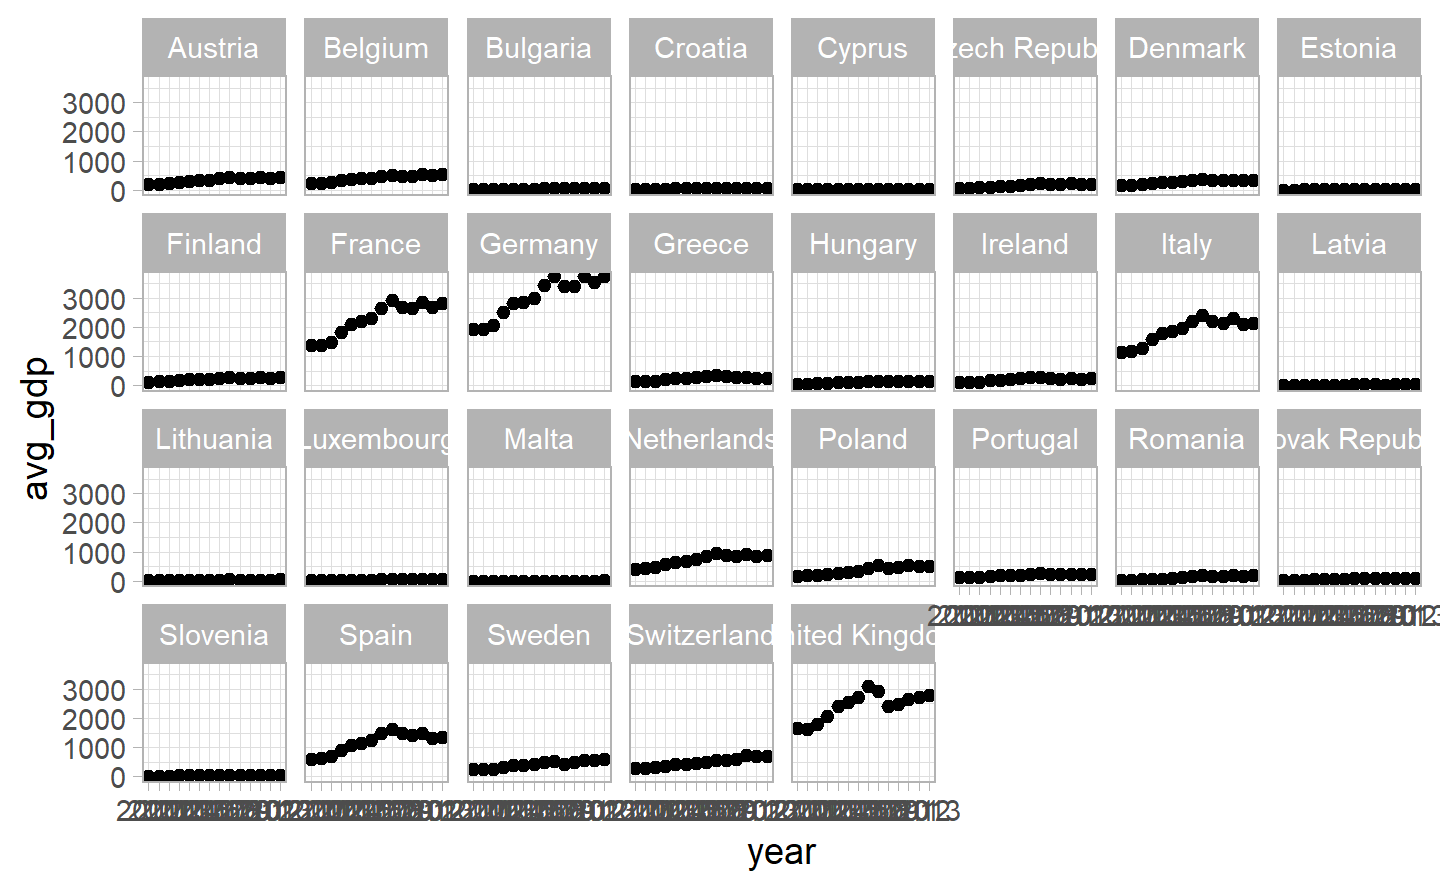 Austria Belgium Bulgaria Croatia Cyprus zech Repub Denmark Estonia
3000
2000
1000
0
Finland France Germany Greece Hungary Ireland Italy Latvia
3000
2000
1000
0
avg_gdp
Lithuania Luxembourg Malta Netherlands Poland Portugal Romania ovak Repub
3000
2000
1000
0
Slovenia Spain Sweden Switzerland nited Kingdo
3000
2000
1000
0
year